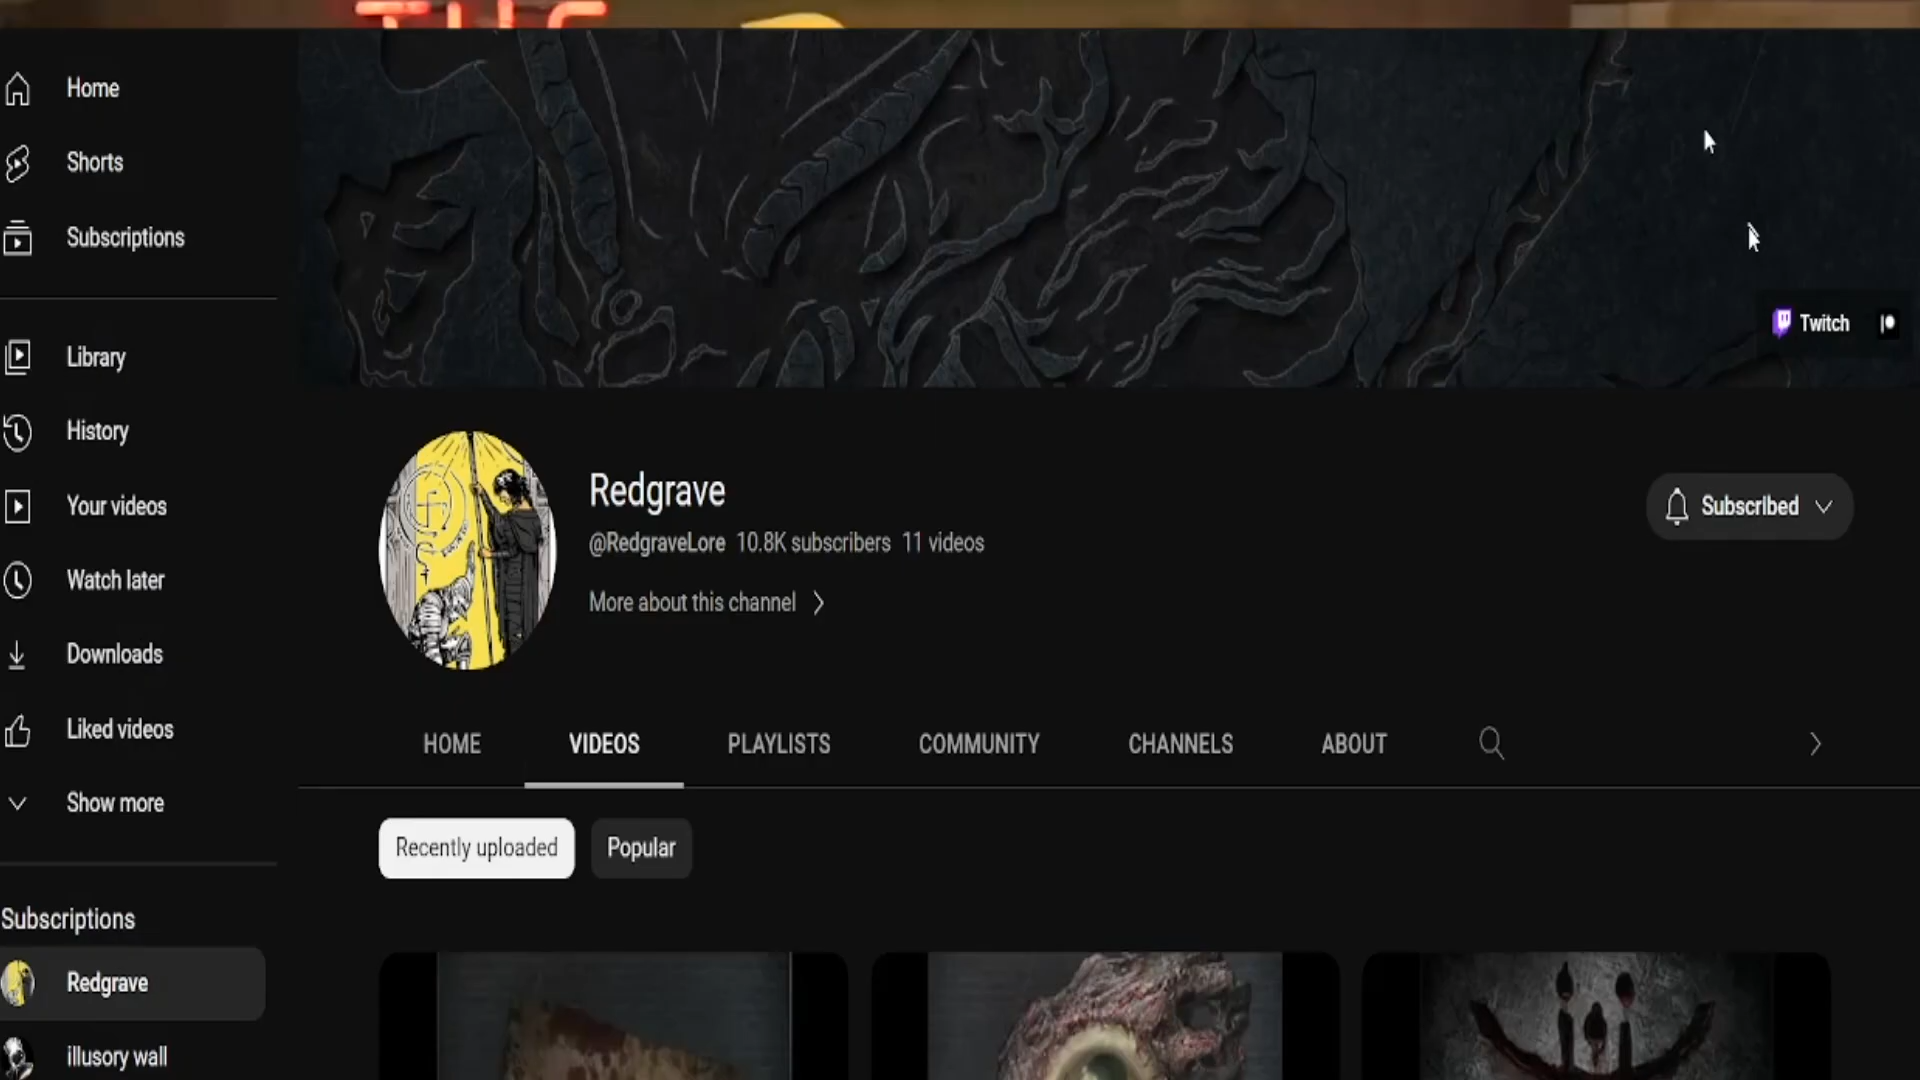 THE
Home
Shorts
Subscriptions
Library
History
Your videos
Watch later
Downloads
Liked videos
Show more
Subscriptions
Redgrave
illusory wall
Twitch
Redgrave
@RedgraveLore 10.8K subscribers 11 videos
More about this channel
Subscribed
HOME VIDEOS PLAYLISTS COMMUNITY CHANNELS ABOUT
Recently uploaded Popular